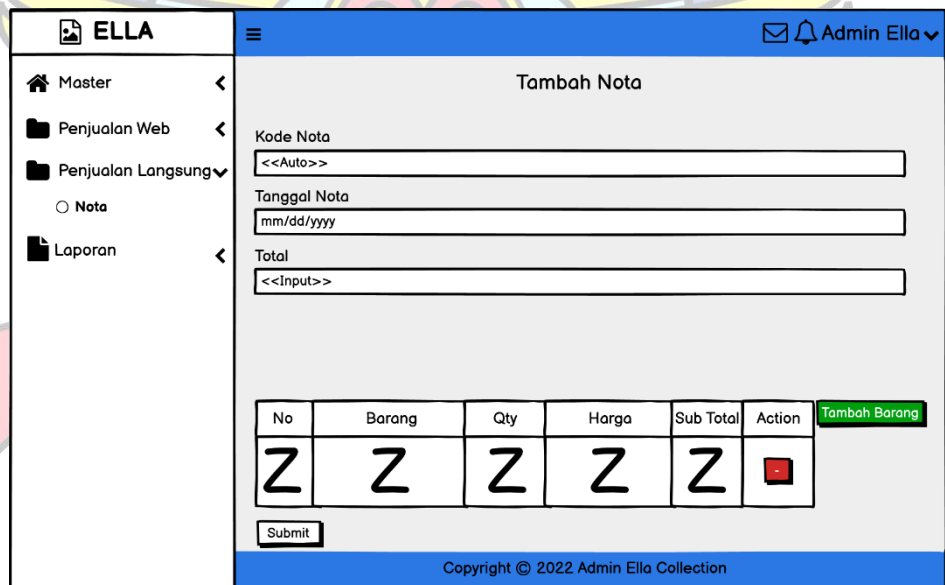 ELLA
Admin Ella
Master
Penjualan Web
Penjualan Langsung
Nota
Laporan
Tambah Nota
Kode Nota
<<Auto>>
Tanggal Nota
mm/dd/yyyy
Total
<<Input>>
No Barang Qty Harga Sub Total Action
Tambah Barang
Z Z Z Z Z -
Submit
Copyright © 2022 Admin Ella Collection